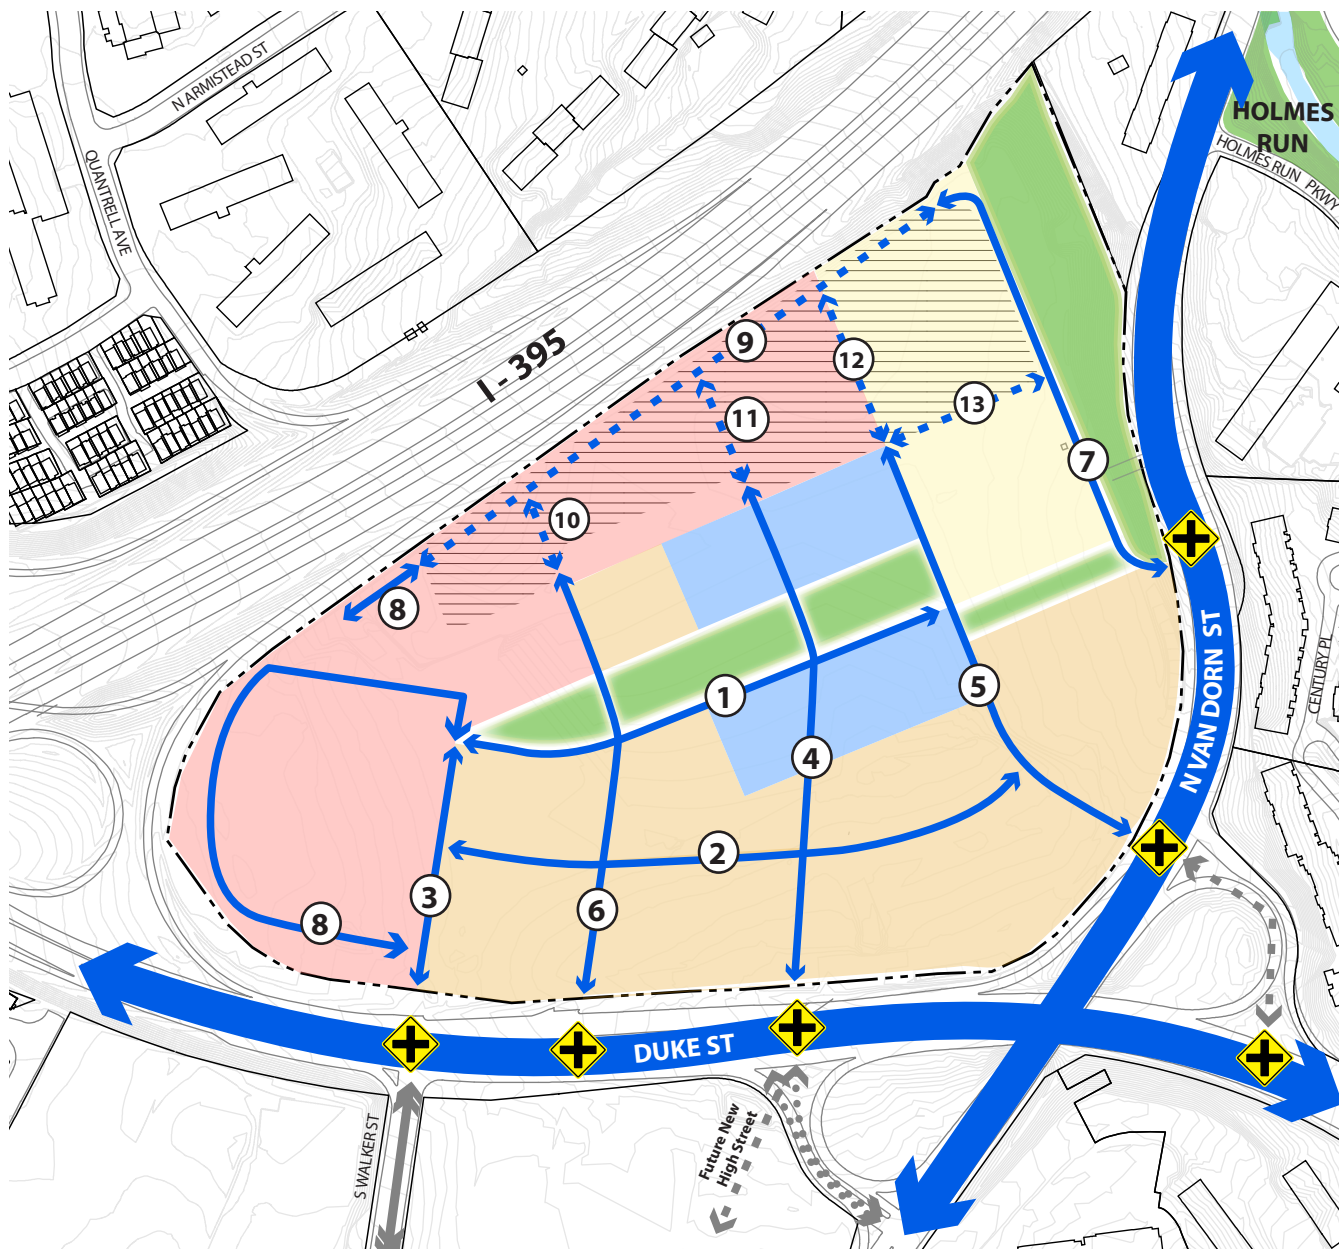 N ARMISTEAD ST
QUANTRELL AVE
HOLMES
RUN
HOLMES RUN PKWY
I - 395
9
12
13
11
7
10
8
1
5
4
2
3
6
8
CENTURY PL
N VAN DORN ST
DUKE ST
S WALKER ST
Future New
High Street